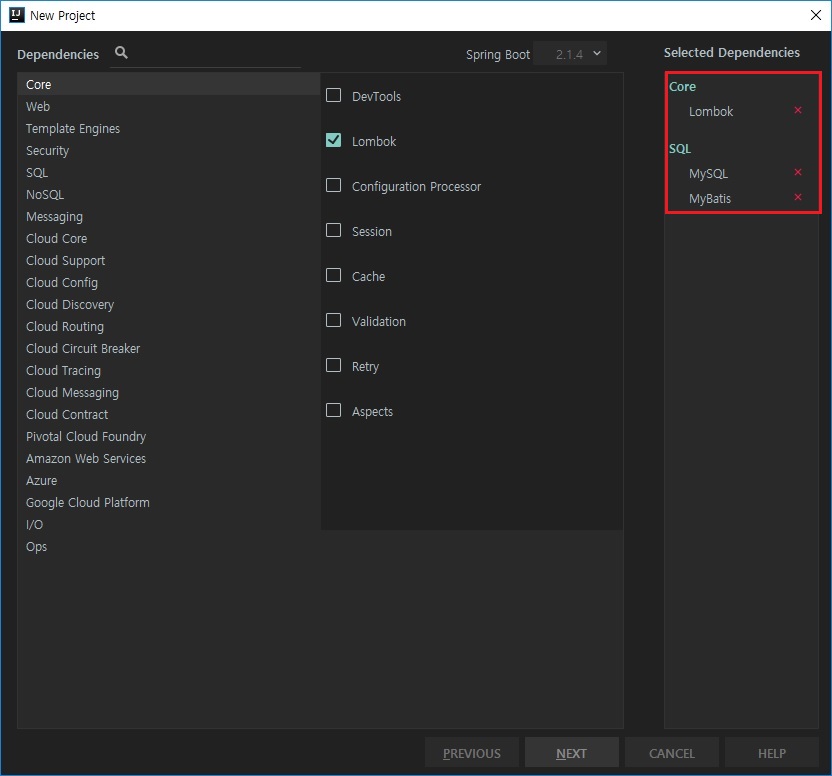 New Project
Dependencies
Spring Boot 2.1.4
Selected Dependencies
Core
Web
Template Engines
Security
SQL
NoSQL
Messaging
Cloud Core
Cloud Support
Cloud Config
Cloud Discovery
Cloud Routing
Cloud Circuit Breaker
Cloud Tracing
Cloud Messaging
Cloud Contract
Pivotal Cloud Foundry
Amazon Web Services
Azure
Google Cloud Platform
I/O
Ops
DevTools
Lombok
Configuration Processor
Session
Cache
Validation
Retry
Aspects
Core
Lombok
SQL
MySQL
MyBatis
PREVIOUS
NEXT
CANCEL
HELP